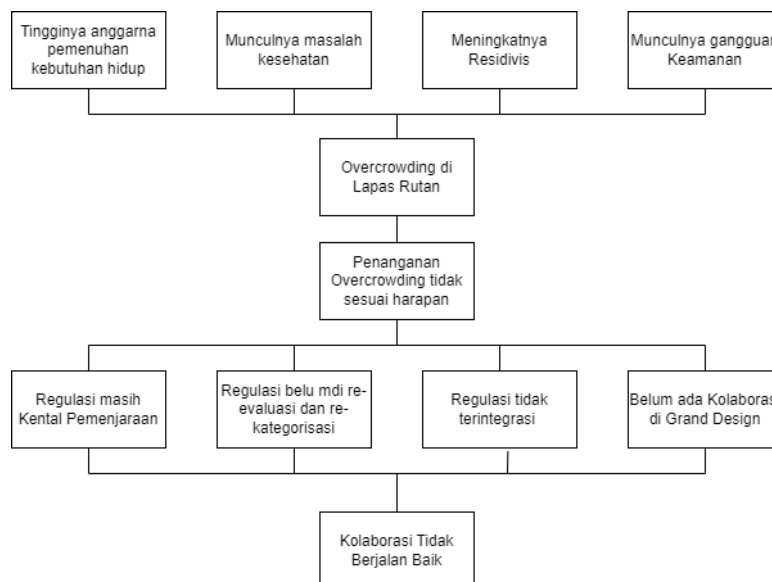 Tingginya anggarna
pemenuhan
kebutuhan hidup
Munculnya masalah
kesehatan
Meningkatnya
Residivis
Munculnya gangguan
Keamanan
Overcrowding di
Lapas Rutan
Penanganan
Overcrowding tidak
sesuai harapan
Regulasi masih
Kental Pemenjaraan
Regulasi belu mdi re-
evaluasi dan re-
kategorisasi
Regulasi tidak
terintegrasi
Belum ada Kolaborasi
di Grand Design
Kolaborasi Tidak
Berjalan Baik